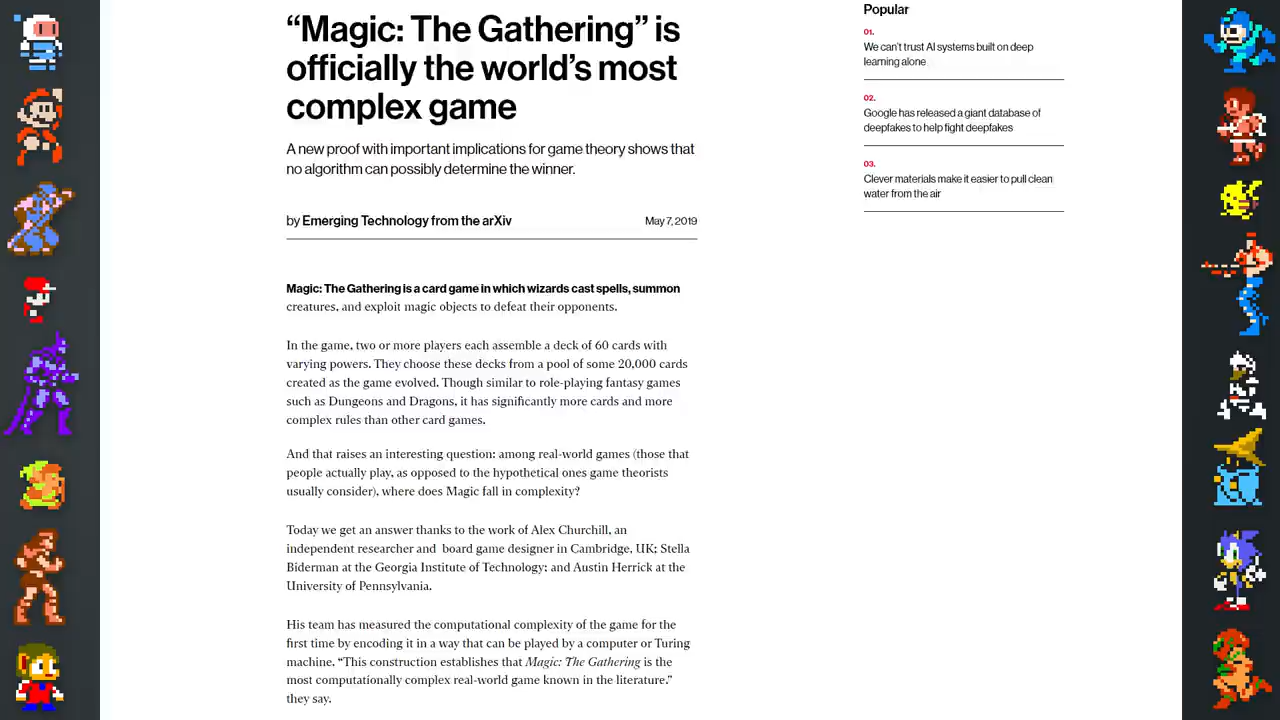 “Magic: The Gathering” is
officially the world’s most
complex game
A new proof with important implications for game theory shows that
no algorithm can possibly determine the winner.
by Emerging Technology from the arXiv
May 7, 2019
Magic: The Gathering is a card game in which wizards cast spells, summon
creatures, and exploit magic objects to defeat their opponents.
In the game, two or more players each assemble a deck of 60 cards with
varying powers. They choose these decks from a pool of some 20,000 cards
created as the game evolved. Though similar to role-playing fantasy games
such as Dungeons and Dragons, it has significantly more cards and more
complex rules than other card games.
And that raises an interesting question: among real-world games (those that
people actually play, as opposed to the hypothetical ones game theorists
usually consider), where does Magic fall in complexity?
Today we get an answer thanks to the work of Alex Churchill, an
independent researcher and board game designer in Cambridge, UK; Stella
Biderman at the Georgia Institute of Technology; and Austin Herrick at the
University of Pennsylvania.
His team has measured the computational complexity of the game for the
first time by encoding it in a way that can be played by a computer or Turing
machine. “This construction establishes that Magic: The Gathering is the
most computationally complex real-world game known in the literature,”
they say.
Popular
01.
We can’t trust AI systems built on deep
learning alone
02.
Google has released a giant database of
deepfakes to help fight deepfakes
03.
Clever materials make it easier to pull clean
water from the air